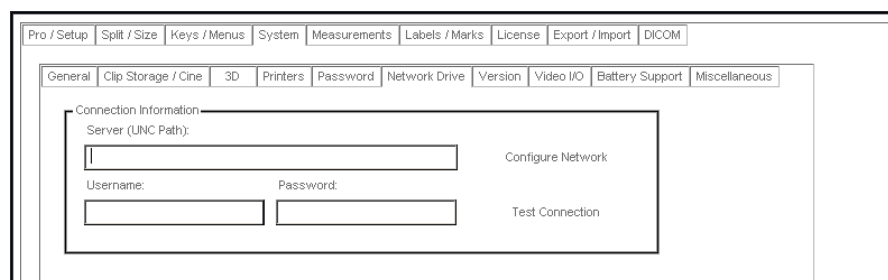 Pro / Setup Split / Size Keys / Menus System Measurements Labels / Marks License Export / Import DICOM
General Clip Storage / Cine 3D Printers Password Network Drive Version Video I/O Battery Support Miscellaneous
Connection Information
Server (UNC Path):
Configure Network
Username: Password:
Test Connection